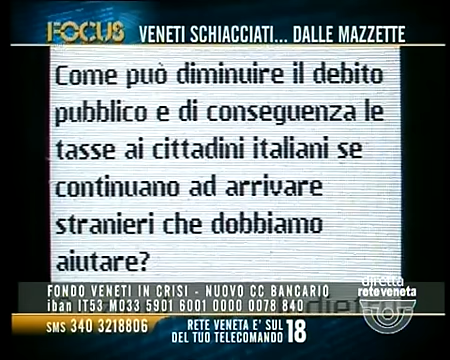 FOCUS VENETI SCHIACCIATI... DALLE MAZZETTE
Come può diminuire il debito
pubblico e di conseguenza le
tasse ai cittadini italiani se
continuano ad arrivare
stranieri che dobbiamo
aiutare?
diretta
reteveneta
FONDO VENETI IN CRISI - NUOVO CC BANCARIO
iban IT53 M033 5901 6001 0000 0078 840
SMS 340 3218806
RETE VENETA E' SUL
DEL TUO TELECOMANDO 18